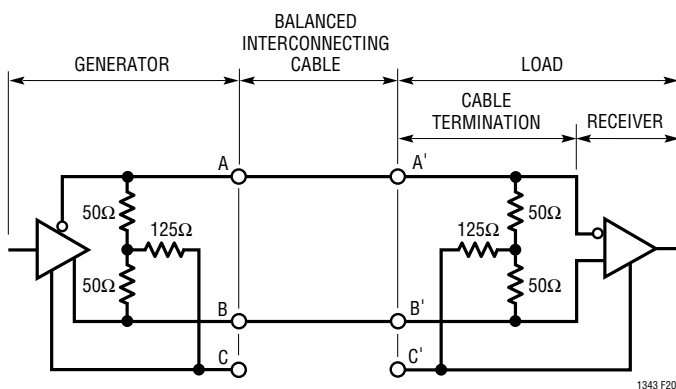 BALANCED
INTERCONNECTING
CABLE
GENERATOR
LOAD
CABLE
TERMINATION
RECEIVER
A
A'
50Ω
125Ω
50Ω
125Ω
50Ω
50Ω
B
B'
C
C'
1343 F20